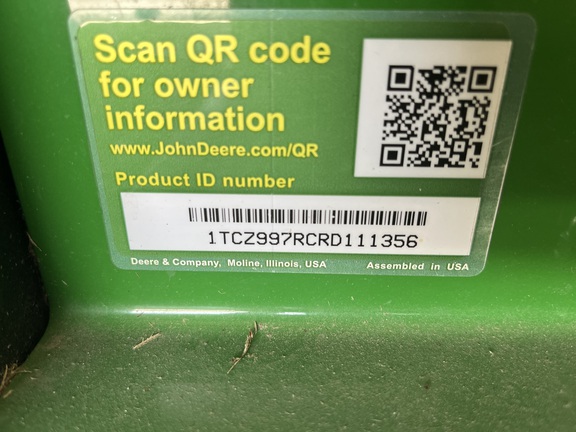 Scan QR code
for owner
information
www.JohnDeere.com/QR
Product ID number
1TCZ997RCRD111356
Deere & Company, Moline, Illinois, USA
Assembled in USA